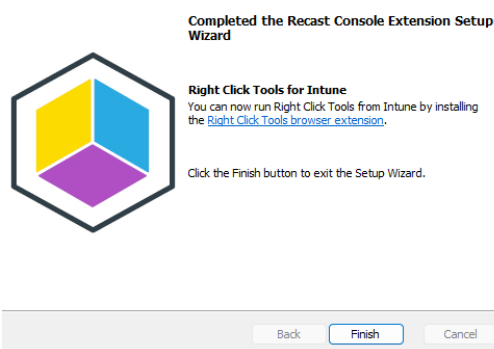 Completed the Recast Console Extension Setup
Wizard
Right Click Tools for Intune
You can now run Right Click Tools from Intune by installing
the Right Click Tools browser extension.
Click the Finish button to exit the Setup Wizard.
Back
Finish
Cancel